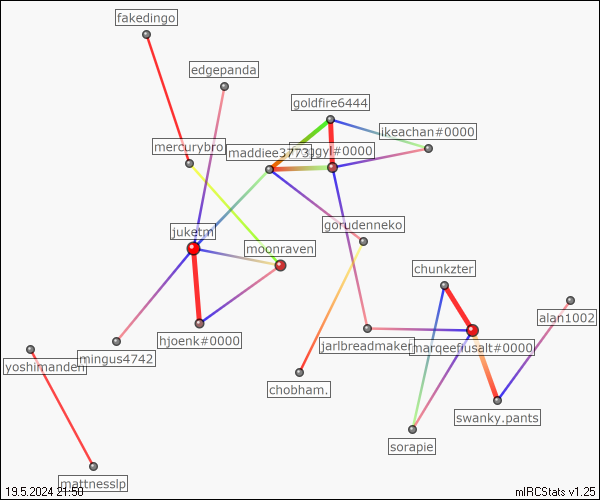 fakedingo
edgepanda
goldfire6444
ikeachan#0000
mercurybro
maddiee3773
gyl#0000
gorudenneko
juketm
moonraven
chunkzter
alan1002
hjoenk#0000
jarlbreadmaker
marqeefiusalt#0000
mingus4742
yoshimanden
chobham.
swanky.pants
sorapie
mattnesslp
19.5.2024 21:50
mIRCStats v1.25